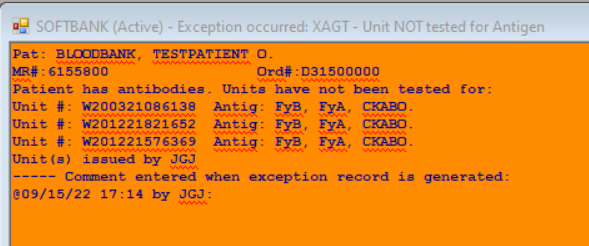 SOFTBANK (Active) - Exception occurred: XAGT - Unit NOT tested for Antigen
Pat: BLOODBANK, TESTPATIENT O.
MR#:6155800 Ord#:D31500000
Patient has antibodies. Units have not been tested for:
Unit #: W200321086138 Antig: FyB, FyA, CKABO.
Unit #: W201221821652 Antig: FyB, FyA, CKABO.
Unit #: W201221576369 Antig: FyB, FyA, CKABO.
Unit(s) issued by JGJ
----- Comment entered when exception record is generated:
@09/15/22 17:14 by JGJ: